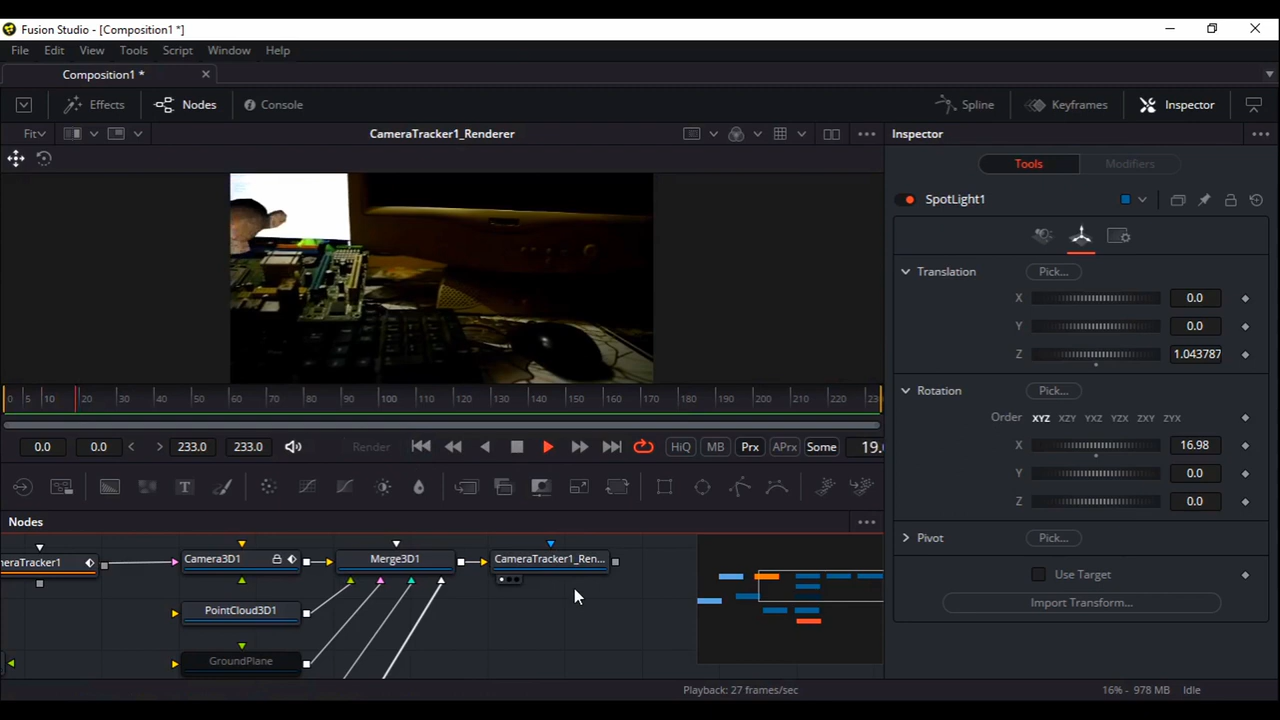 Fusion Studio - [Composition1 *]
File Edit View Tools Script Window Help
Composition1 *
Effects Nodes Console Spline Keyframes Inspector
Fit CameraTracker1_Renderer Inspector
Tools Modifiers
SpotLight1
Translation Pick...
X 0.0
Y 0.0
Z 1.043787
Rotation Pick...
Order XYZ XZY YXZ YZX ZXY ZYX
X 16.98
Y 0.0
Z 0.0
Pivot Pick...
Use Target
Import Transform...
0 5 10 20 30 40 50 60 70 80 90 100 110 120 130 140 150 160 170 180 190 200 210 220 230
0.0 0.0 233.0 233.0 Render HiQ MB Prx APrx Some 19.
Nodes
eraTracker1 Camera3D1 Merge3D1 CameraTracker1_Ren...
PointCloud3D1
GroundPlane
Playback: 27 frames/sec 16% - 978 MB Idle